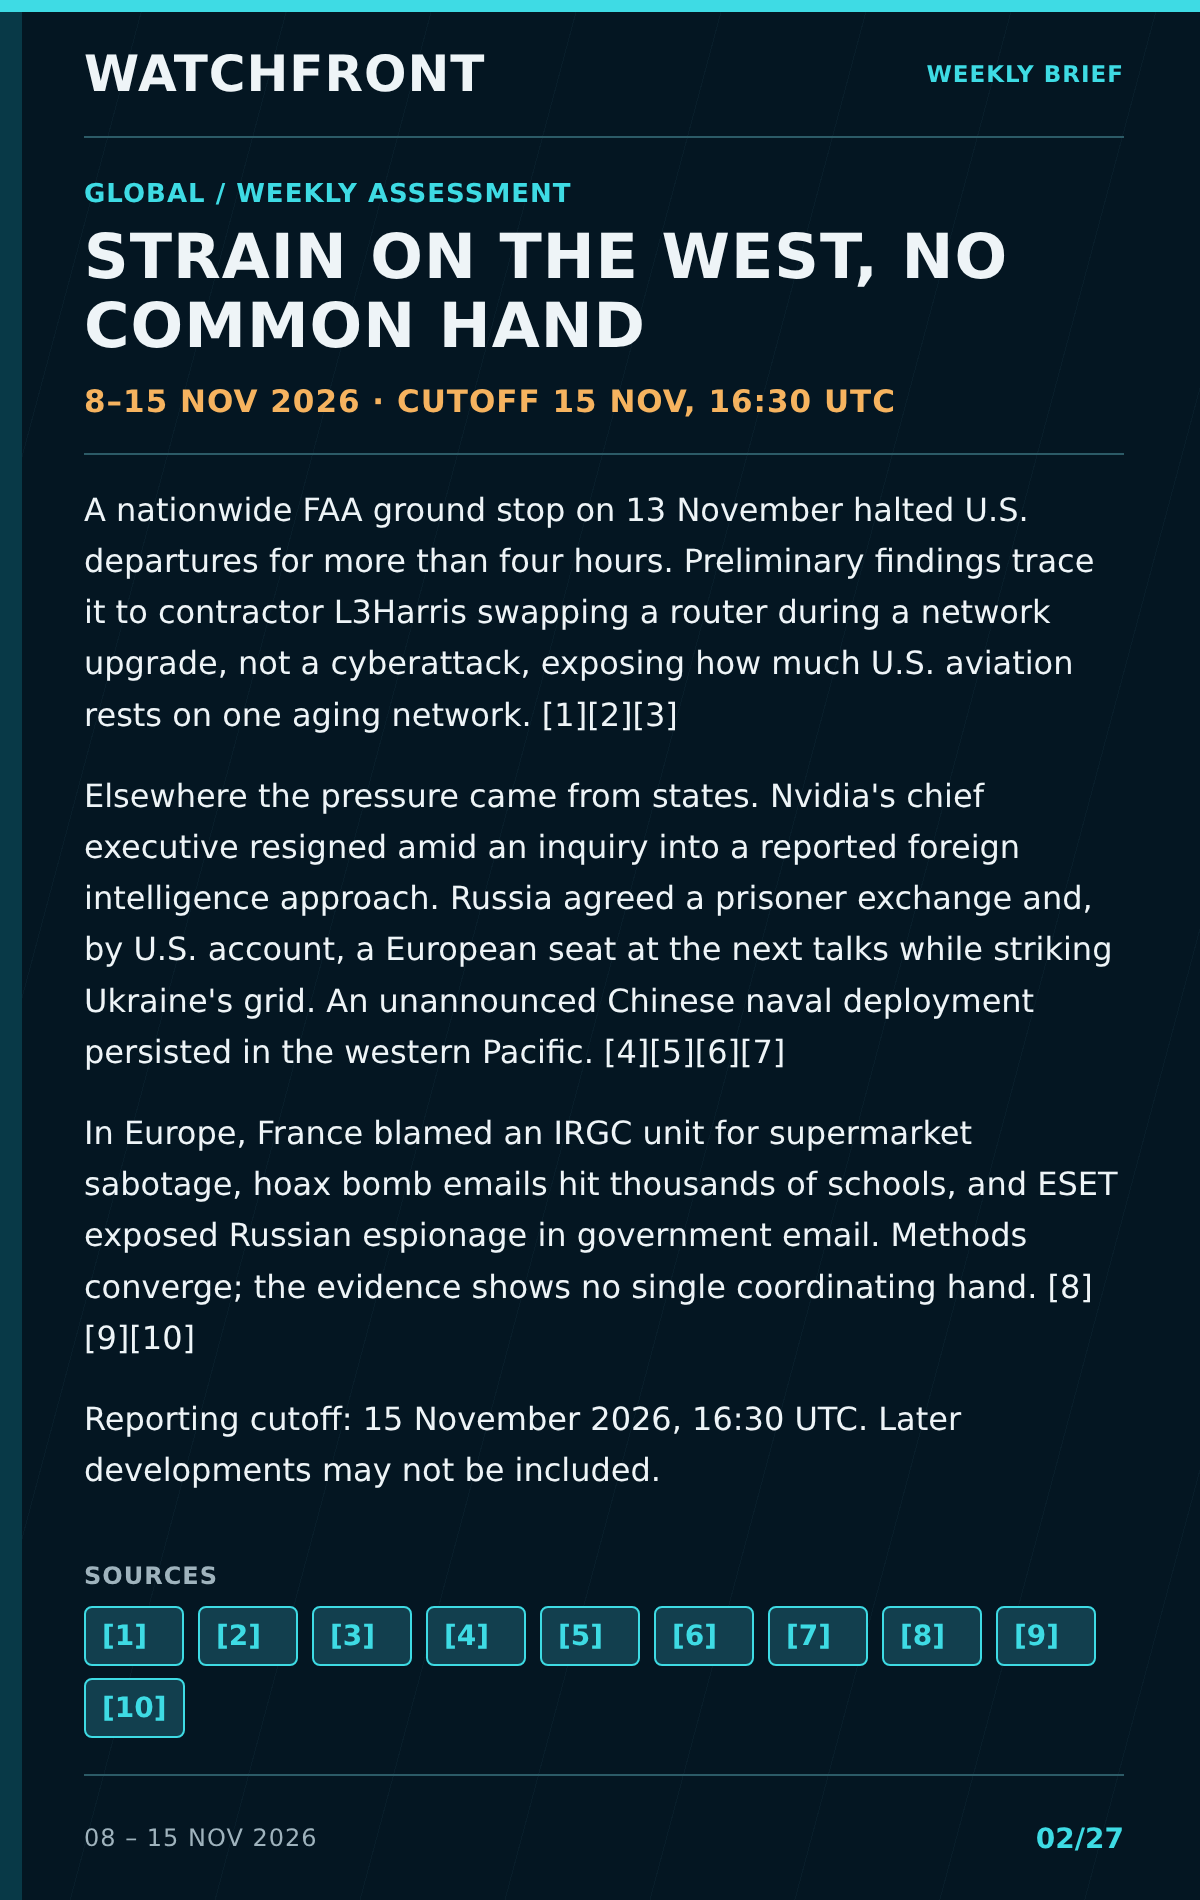 WATCHFRONT
WEEKLY BRIEF
GLOBAL / WEEKLY ASSESSMENT
STRAIN ON THE WEST, NO
COMMON HAND
8–15 NOV 2026 · CUTOFF 15 NOV, 16:30 UTC
A nationwide FAA ground stop on 13 November halted U.S.
departures for more than four hours. Preliminary findings trace
it to contractor L3Harris swapping a router during a network
upgrade, not a cyberattack, exposing how much U.S. aviation
rests on one aging network. [1][2][3]
Elsewhere the pressure came from states. Nvidia's chief
executive resigned amid an inquiry into a reported foreign
intelligence approach. Russia agreed a prisoner exchange and,
by U.S. account, a European seat at the next talks while striking
Ukraine's grid. An unannounced Chinese naval deployment
persisted in the western Pacific. [4][5][6][7]
In Europe, France blamed an IRGC unit for supermarket
sabotage, hoax bomb emails hit thousands of schools, and ESET
exposed Russian espionage in government email. Methods
converge; the evidence shows no single coordinating hand. [8]
[9][10]
Reporting cutoff: 15 November 2026, 16:30 UTC. Later
developments may not be included.
SOURCES
[1] [2] [3] [4] [5] [6] [7] [8] [9]
[10]
08 – 15 NOV 2026
02/27